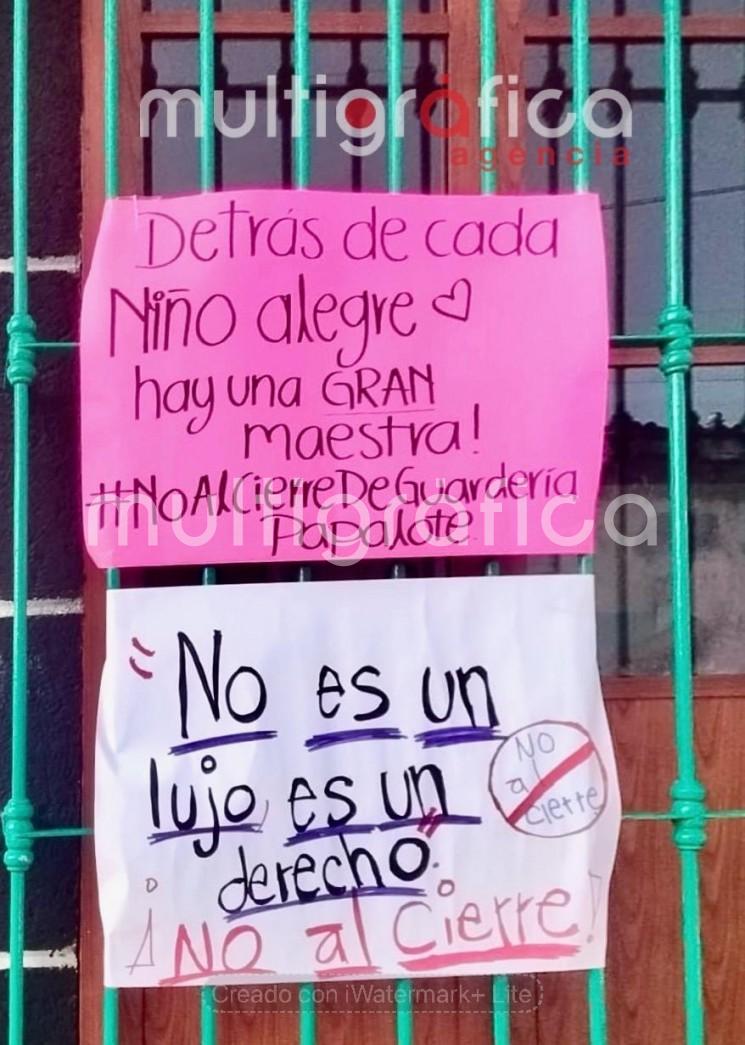 multigráfica
agencia
Detrás de cada
Niño alegre ♡
hay una GRAN
maestra!
#NoAlCierreDeGuardería
Papalote
multigráfica
"No es un
lujo es un"
derecho.
No
al
cierre
¡NO al cierre!
Creado con iWatermark+ Lite